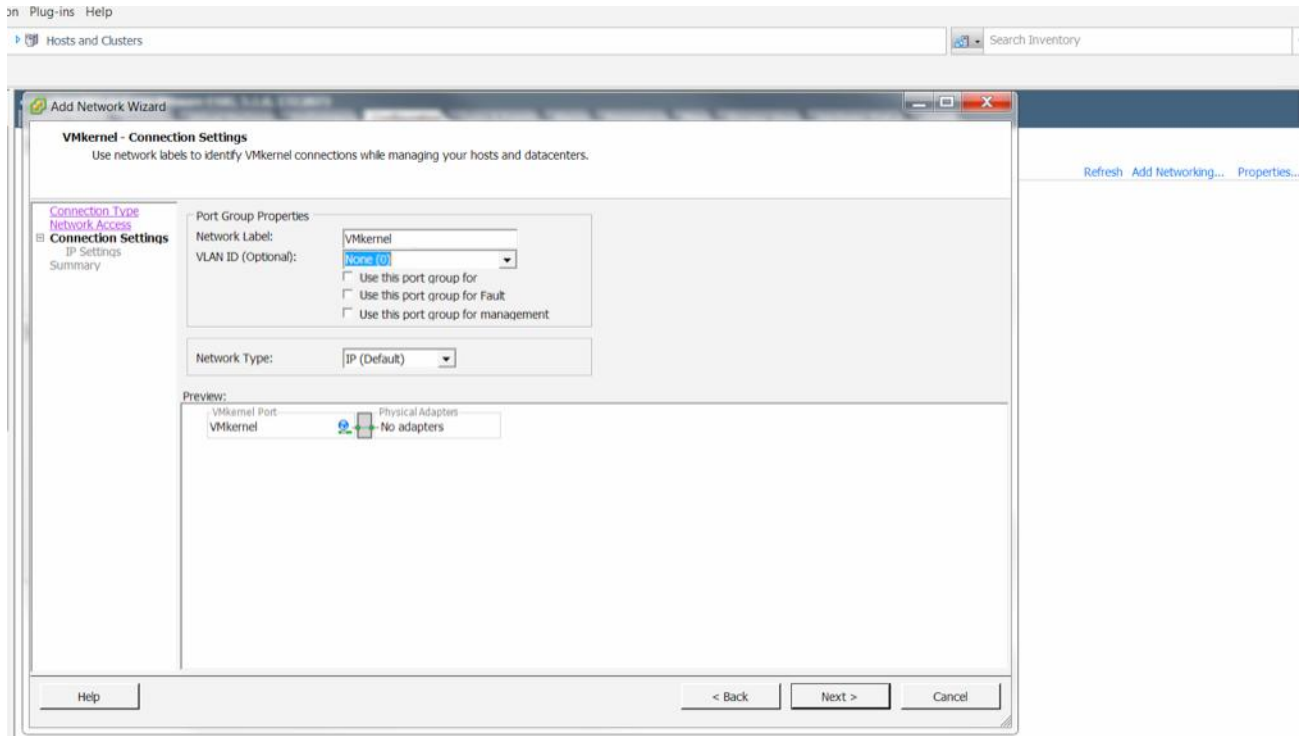 on Plug-ins Help
Hosts and Clusters
Search Inventory
Add Network Wizard
VMkernel - Connection Settings
Use network labels to identify VMkernel connections while managing your hosts and datacenters.
Refresh Add Networking... Properties...
Connection Type
Network Access
Connection Settings
IP Settings
Summary
Port Group Properties
Network Label: VMkernel
VLAN ID (Optional): None (0)
Use this port group for
Use this port group for Fault
Use this port group for management
Network Type: IP (Default)
Preview:
VMkernel Port Physical Adapters
VMkernel No adapters
Help < Back Next > Cancel